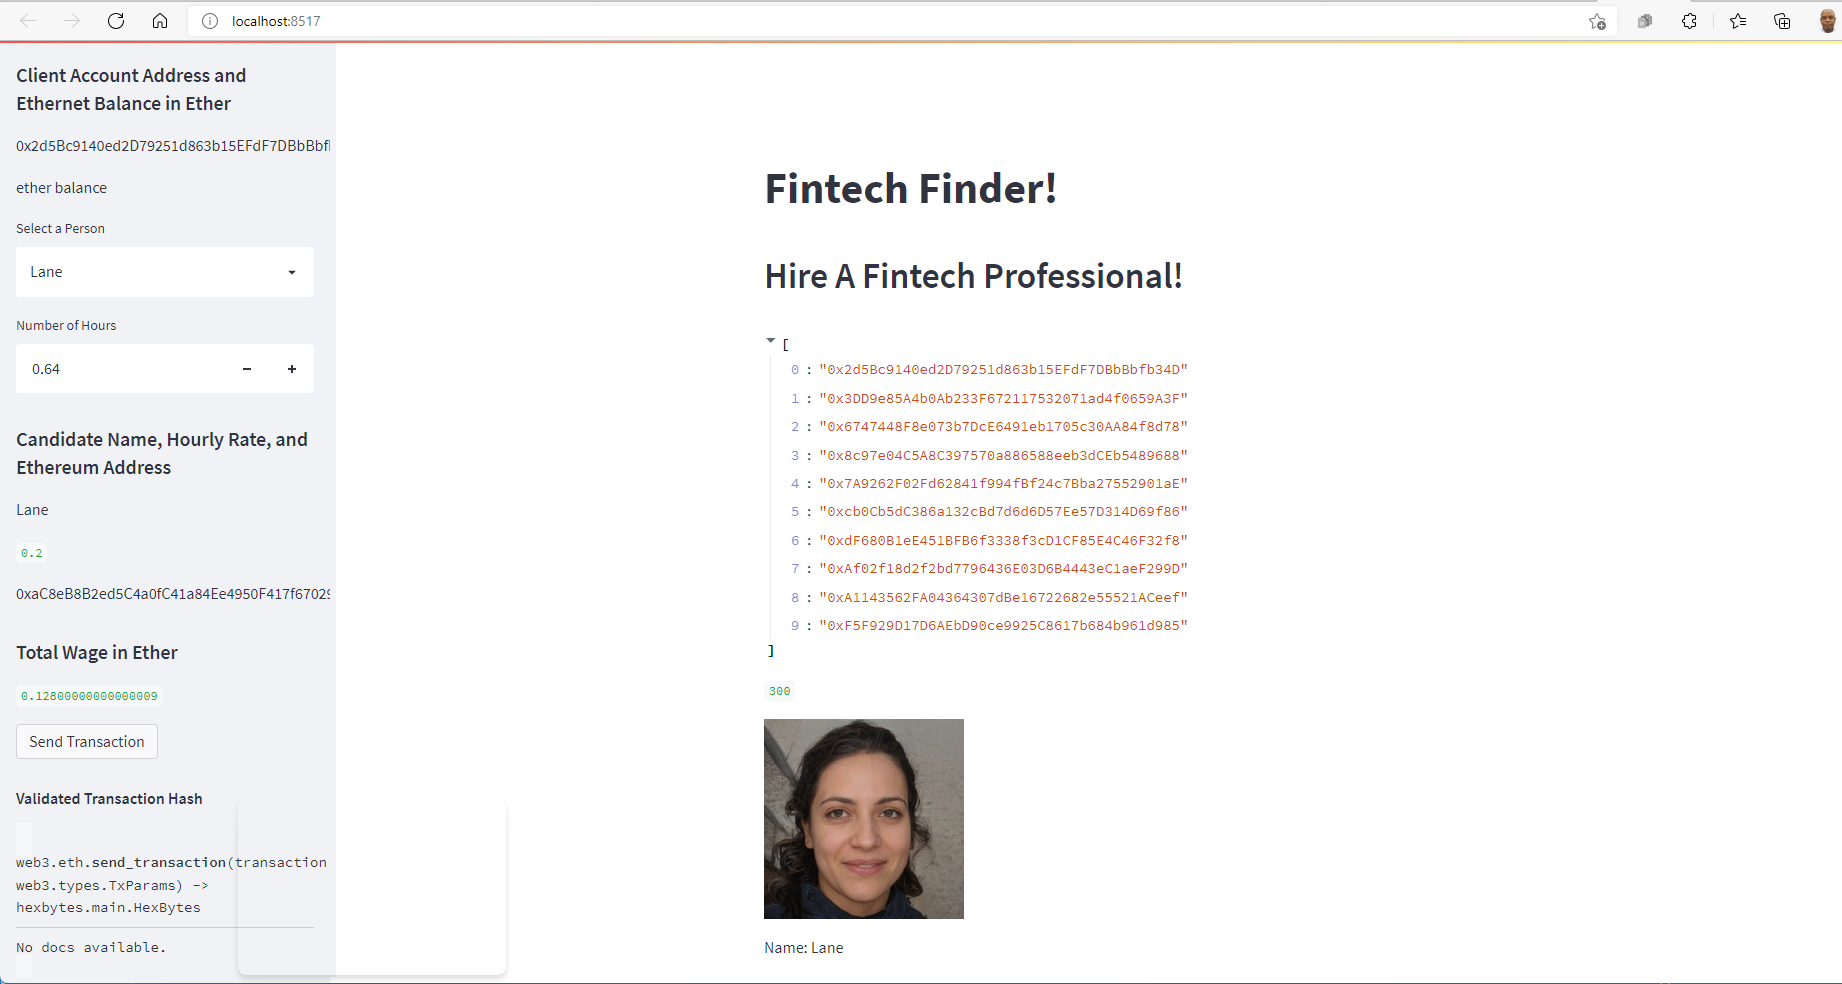 localhost:8517
Client Account Address and
Ethernet Balance in Ether
0x2d5Bc9140ed2D79251d863b15EFdF7DBbBbf
ether balance
Select a Person
Lane
Number of Hours
0.64
Candidate Name, Hourly Rate, and
Ethereum Address
Lane
0.2
0xaC8eB8B2ed5C4a0fC41a84Ee4950F417f67029
Total Wage in Ether
0.12800000000000009
Send Transaction
Validated Transaction Hash
web3.eth.send_transaction(transaction:
web3.types.TxParams) ->
hexbytes.main.HexBytes
No docs available.
Fintech Finder!
Hire A Fintech Professional!
[
0 : "0x2d5Bc9140ed2D79251d863b15EFdF7DBbBbfb34D"
1 : "0x3DD9e85A4b0Ab233F672117532071ad4f0659A3F"
2 : "0x6747448F8e073b7DcE6491eb1705c30AA84f8d78"
3 : "0x8c97e04C5A8C397570a886588eeb3dCEb5489688"
4 : "0x7A9262F02Fd62841f994fBf24c7Bba27552901aE"
5 : "0xcb0Cb5dC386a132cBd7d6d6D57Ee57D314D69f86"
6 : "0xdF680B1eE451BFB6f3338f3cD1CF85E4C46F32f8"
7 : "0xAf02f18d2f2bd7796436E03D6B4443eC1aeF299D"
8 : "0xA1143562FA04364307dBe16722682e55521ACeef"
9 : "0xF5F929D17D6AEbD90ce9925C8617b684b961d985"
]
300
Name: Lane